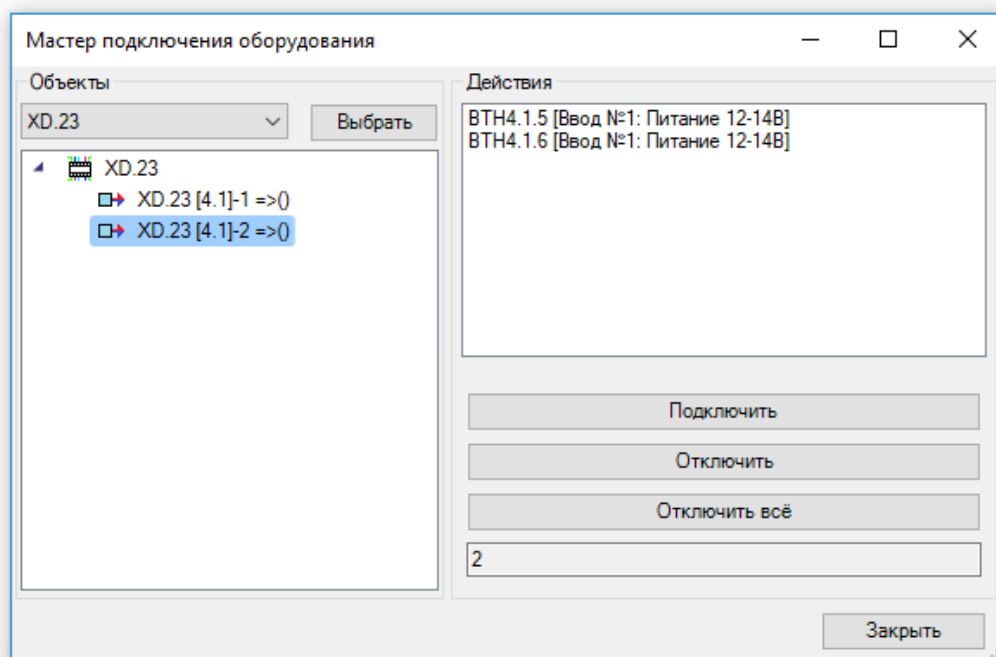 Мастер подключения оборудования
Объекты
XD.23
Выбрать
XD.23
XD.23 [4.1]-1 =>()
XD.23 [4.1]-2 =>()
Действия
BTH4.1.5 [Ввод №1: Питание 12-14В]
BTH4.1.6 [Ввод №1: Питание 12-14В]
Подключить
Отключить
Отключить всё
2
Закрыть